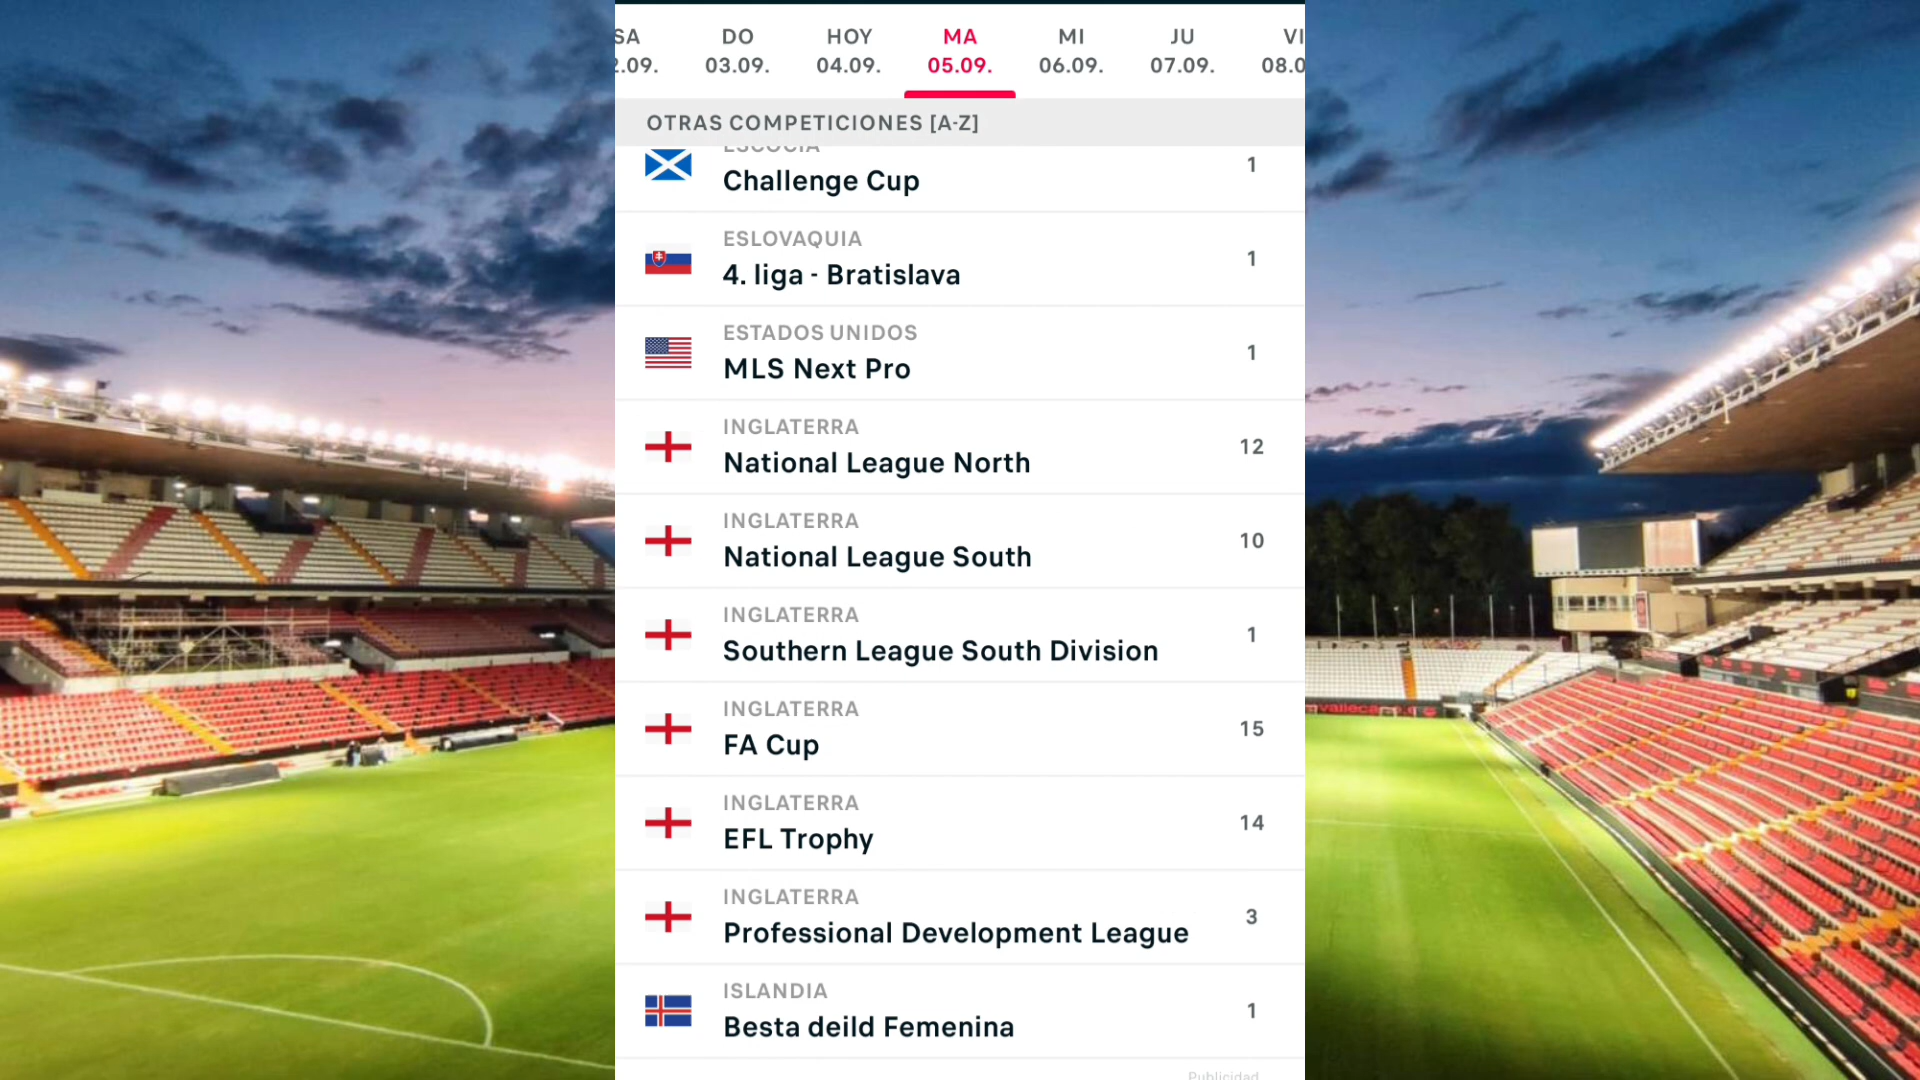 SA DO HOY MA MI JU VI
2.09. 03.09. 04.09. 05.09. 06.09. 07.09. 08.0
OTRAS COMPETICIONES [A-Z]
ESCOCIA
Challenge Cup 1
ESLOVAQUIA
4. liga - Bratislava 1
ESTADOS UNIDOS
MLS Next Pro 1
INGLATERRA
National League North 12
INGLATERRA
National League South 10
INGLATERRA
Southern League South Division 1
INGLATERRA
FA Cup 15
INGLATERRA
EFL Trophy 14
INGLATERRA
Professional Development League 3
ISLANDIA
Besta deild Femenina 1
Publicidad